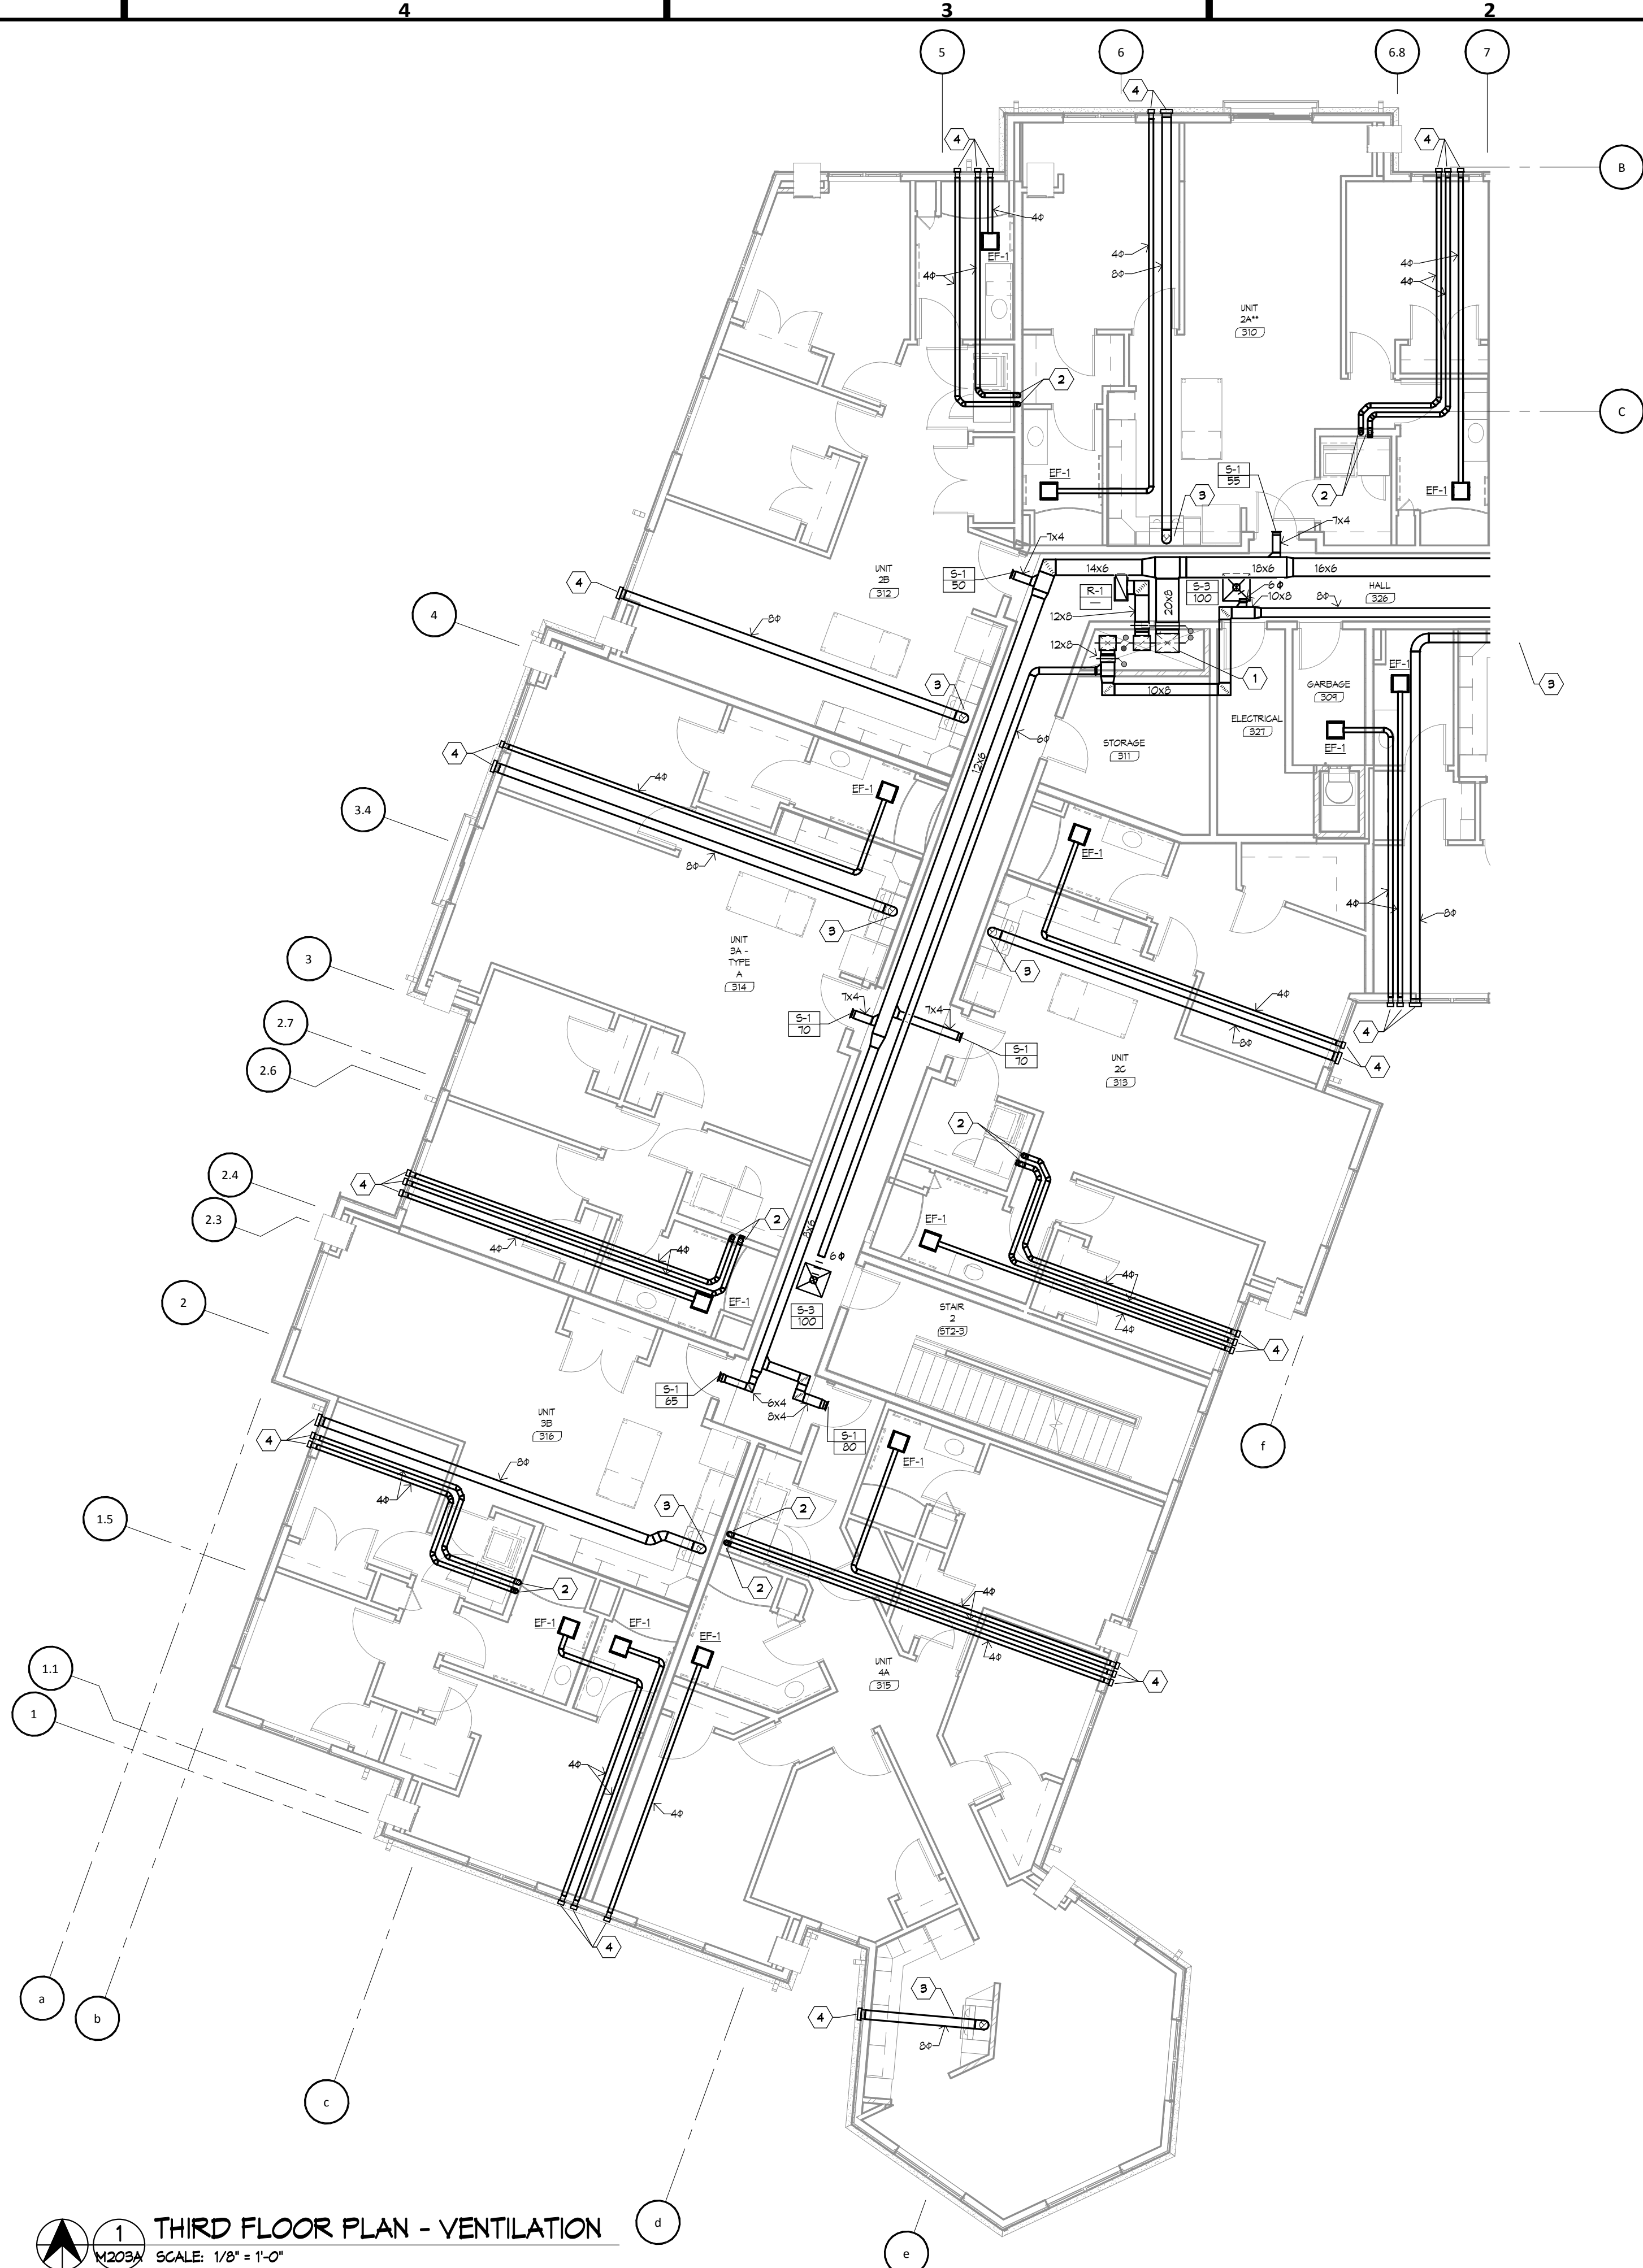 4
3
2
5
6
6.8
7
4
4
4
B
4Φ
EF-1
4Φ
4Φ
8Φ
4Φ
4Φ
UNIT
2A**
310
2
C
S-1
55
EF-1
3
2
EF-1
7x4
7x4
UNIT
2B
312
S-1
50
14x6
18x6
16x6
4
R-1
—
S-3
100
6Φ
10x8
HALL
326
20x8
8Φ
12x8
12x8
4
8Φ
1
3
10x8
EF-1
GARBAGE
309
3
6Φ
STORAGE
311
ELECTRICAL
327
EF-1
4
12x6
4Φ
EF-1
3.4
8Φ
EF-1
4Φ
8Φ
3
UNIT
3A -
TYPE
A
314
3
3
4Φ
7x4
7x4
2.7
S-1
70
4
8Φ
S-1
70
UNIT
2C
313
4
2.6
2
2.4
4
2
EF-1
2.3
8x6
4Φ
4Φ
6Φ
EF-1
4Φ
2
S-3
100
STAIR
2
ST2-3
4Φ
4
S-1
65
6x4
8x4
UNIT
3B
316
4
S-1
80
f
8Φ
EF-1
4Φ
3
2
1.5
2
2
4Φ
EF-1
EF-1
EF-1
4Φ
1.1
UNIT
4A
315
4
1
4Φ
4Φ
4
a
3
b
4
8Φ
c
d
e
1
M203A
THIRD FLOOR PLAN - VENTILATION
SCALE: 1/8" = 1'-0"